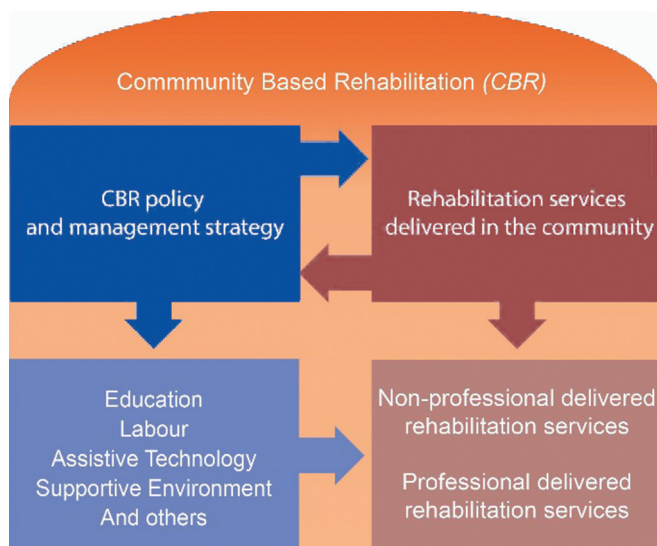 Commmunity Based Rehabilitation (CBR)
CBR policy
and management strategy
Rehabilitation services
delivered in the community
Education
Labour
Assistive Technology
Supportive Environment
And others
Non-professional delivered
rehabilitation services
Professional delivered
rehabilitation services